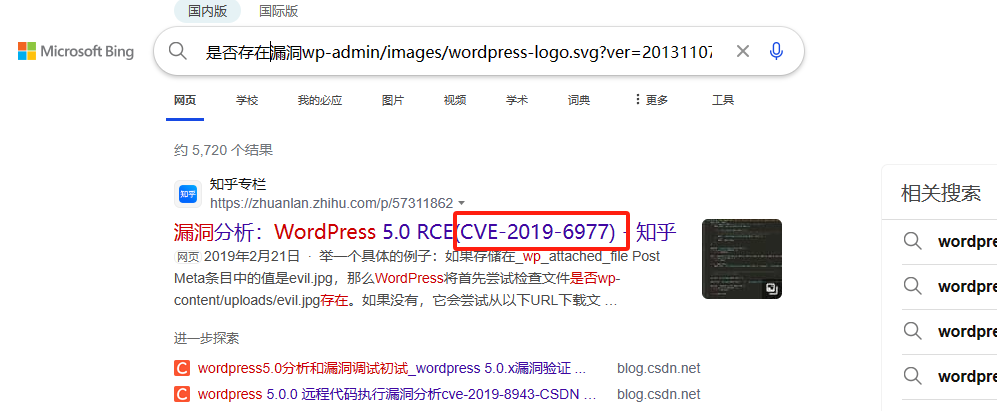 国内版 国际版
Microsoft Bing
是否存在漏洞wp-admin/images/wordpress-logo.svg?ver=20131107
网页 学校 我的必应 图片 视频 学术 词典 更多 工具
约 5,720 个结果
知乎专栏
知乎
https://zhuanlan.zhihu.com/p/57311862
漏洞分析：WordPress 5.0 RCE(CVE-2019-6977) - 知乎
网页 2019年2月21日 · 举一个具体的例子：如果存储在_wp_attached_file Post
Meta条目中的值是evil.jpg，那么WordPress将首先尝试检查文件是否wp-
content/uploads/evil.jpg存在。如果没有，它会尝试从以下URL下载文 ...
进一步探索
C wordpress5.0分析和漏洞调试初试_wordpress 5.0.x漏洞验证 ... blog.csdn.net
C wordpress 5.0.0 远程代码执行漏洞分析cve-2019-8943-CSDN ... blog.csdn.net
相关搜索
wordpre
wordpre
wordpre
wordpre